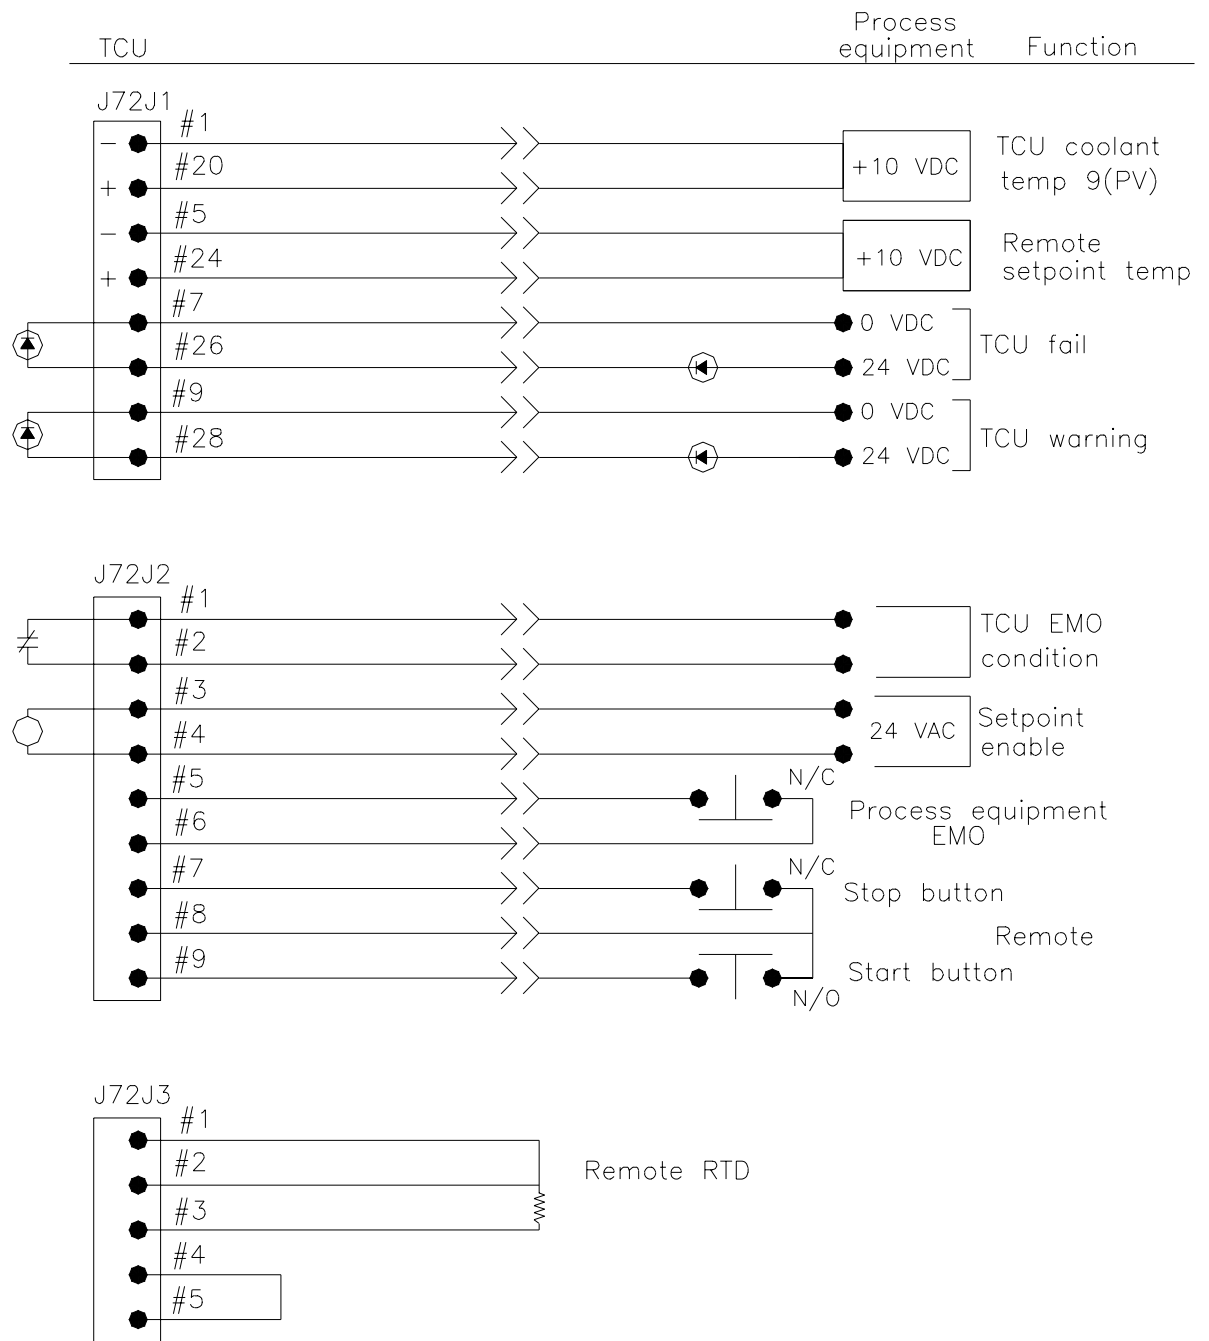 TCU
Process
equipment
Function
J72J1
#1
#20
#5
#24
#7
#26
#9
#28
−
+
−
+
+10 VDC
TCU coolant
temp 9(PV)
+10 VDC
Remote
setpoint temp
0 VDC
24 VDC
TCU fail
0 VDC
24 VDC
TCU warning
J72J2
#1
#2
#3
#4
#5
#6
#7
#8
#9
TCU EMO
condition
24 VAC
Setpoint
enable
N/C
Process equipment
EMO
N/C
Stop button
Remote
Start button
N/O
J72J3
#1
#2
#3
#4
#5
Remote RTD